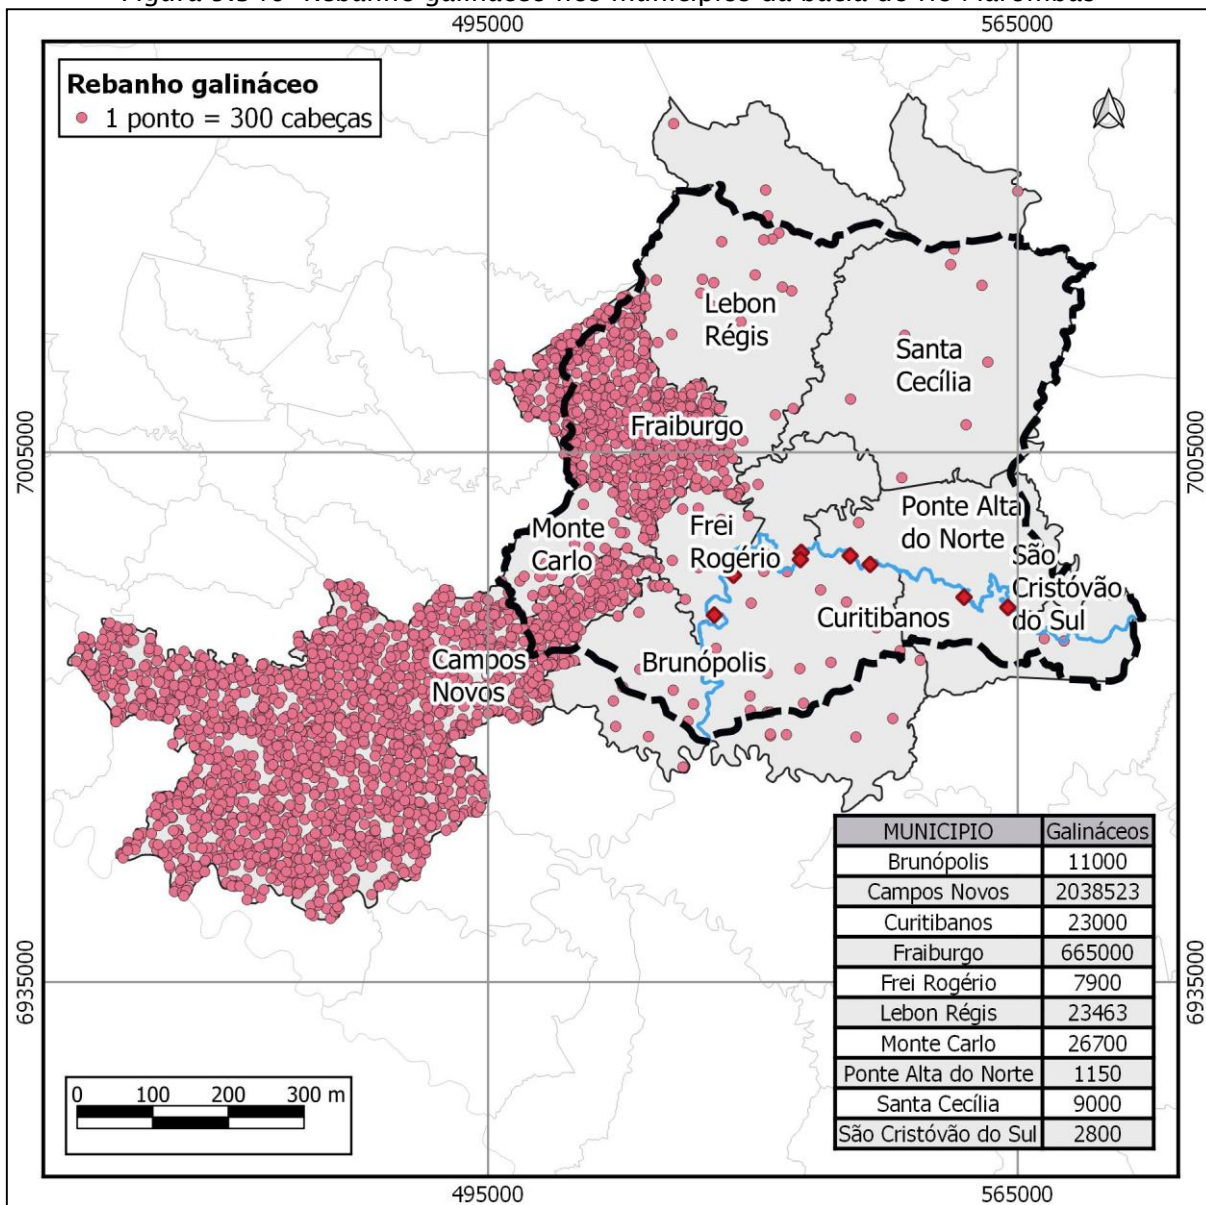 Figura 5.5 16- Rebanho galináceo nos municípios da bacia do rio Marombas
495000
565000
Rebanho galináceo
1 ponto = 300 cabeças
Lebon
Régis
Santa
Cecília
Fraiburgo
7005000
7005000
Monte
Carlo
Frei
Rogério
Ponte Alta
do Norte
São
Cristóvão
do Sul
Curitibanos
Brunópolis
Campos
Novos
MUNICIPIO Galináceos
Brunópolis 11000
Campos Novos 2038523
Curitibanos 23000
Fraiburgo 665000
Frei Rogério 7900
Lebon Régis 23463
Monte Carlo 26700
Ponte Alta do Norte 1150
Santa Cecília 9000
São Cristóvão do Sul 2800
6935000
6935000
0 100 200 300 m
495000
565000